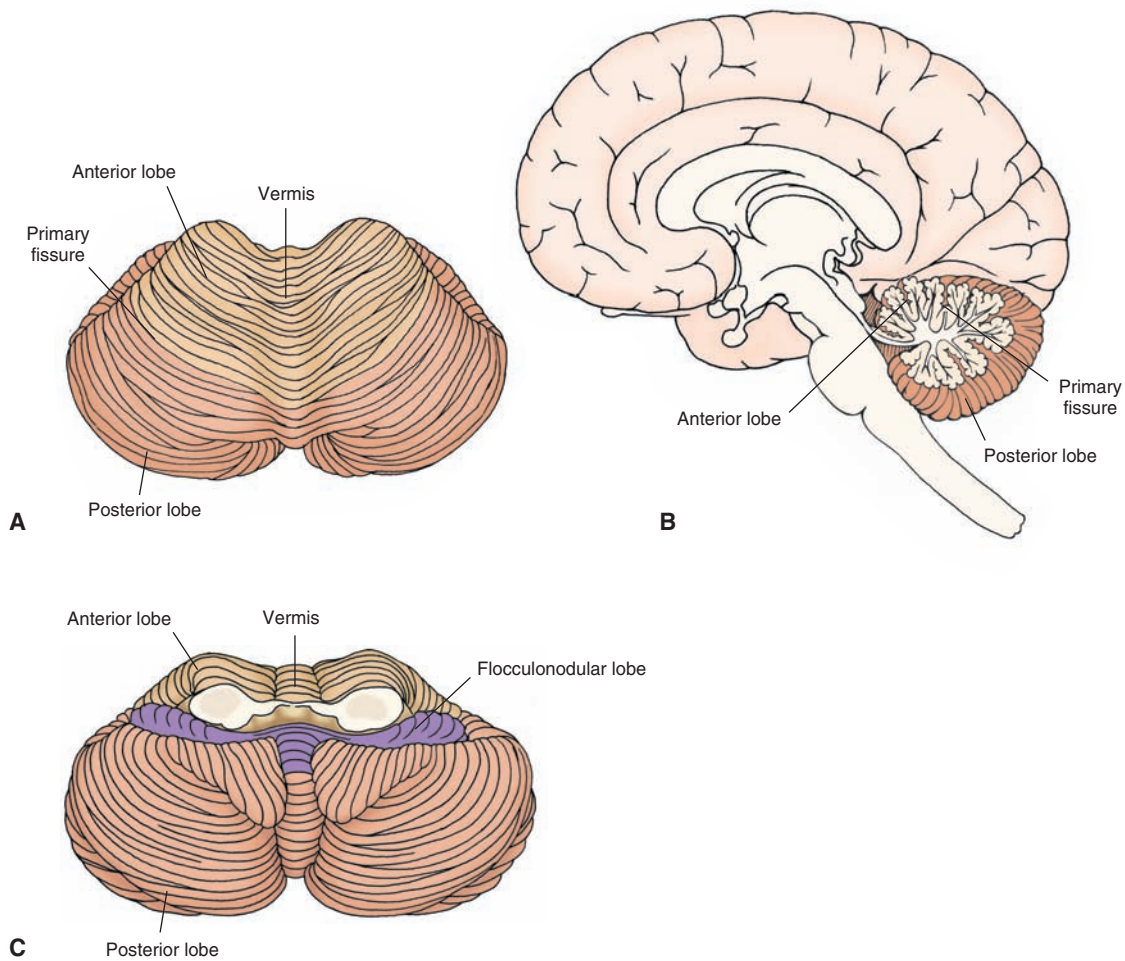 Anterior lobe
Vermis
Primary
fissure
Posterior lobe
A
Anterior lobe
Primary
fissure
Posterior lobe
B
Anterior lobe
Vermis
Flocculonodular lobe
Posterior lobe
C